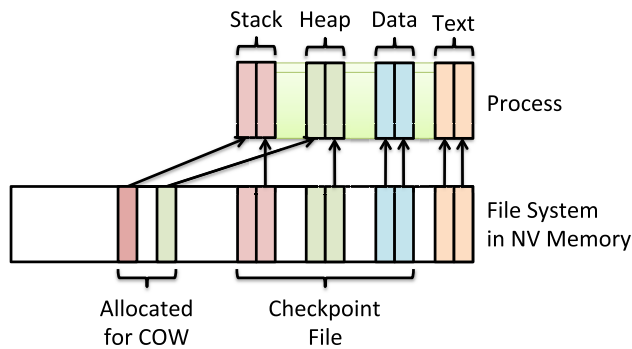 Stack Heap Data Text
Process
File System
in NV Memory
Allocated
for COW
Checkpoint
File